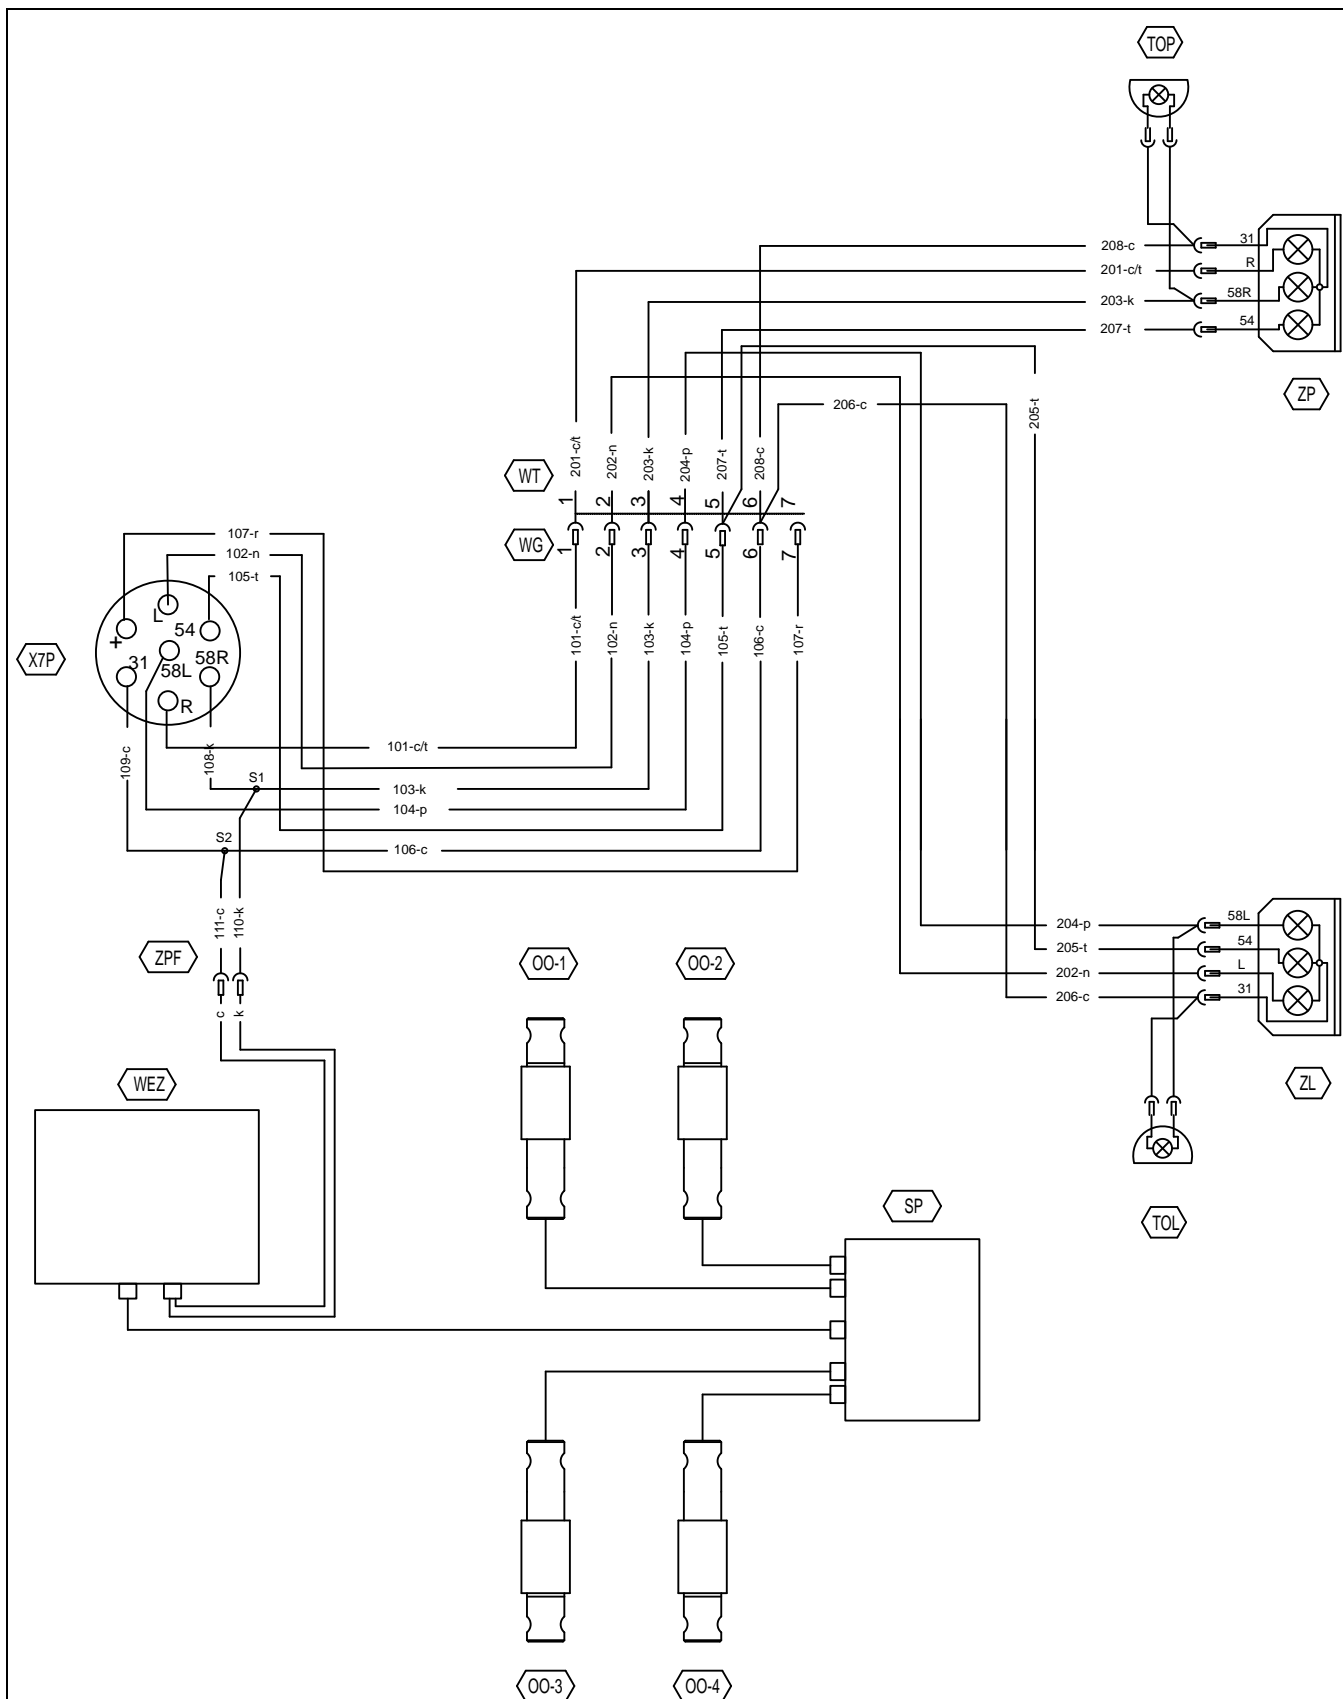 TOP
208-c
31
201-c/t
R
203-k
58R
207-t
54
ZP
206-c
205-t
201-c/t
202-n
203-k
204-p
207-t
208-c
WT
1 2 3 4 5 6 7
WG
1 2 3 4 5 6 7
107-r
102-n
105-t
L
54
+
X7P
31
58L
58R
R
101-c/t
102-n
103-k
104-p
105-t
106-c
107-r
109-c
108-k
101-c/t
S1
103-k
104-p
S2
106-c
111-c
110-k
ZPF
c
k
OO-1
OO-2
204-p
58L
205-t
54
202-n
L
206-c
31
WEZ
ZL
SP
TOL
OO-3
OO-4